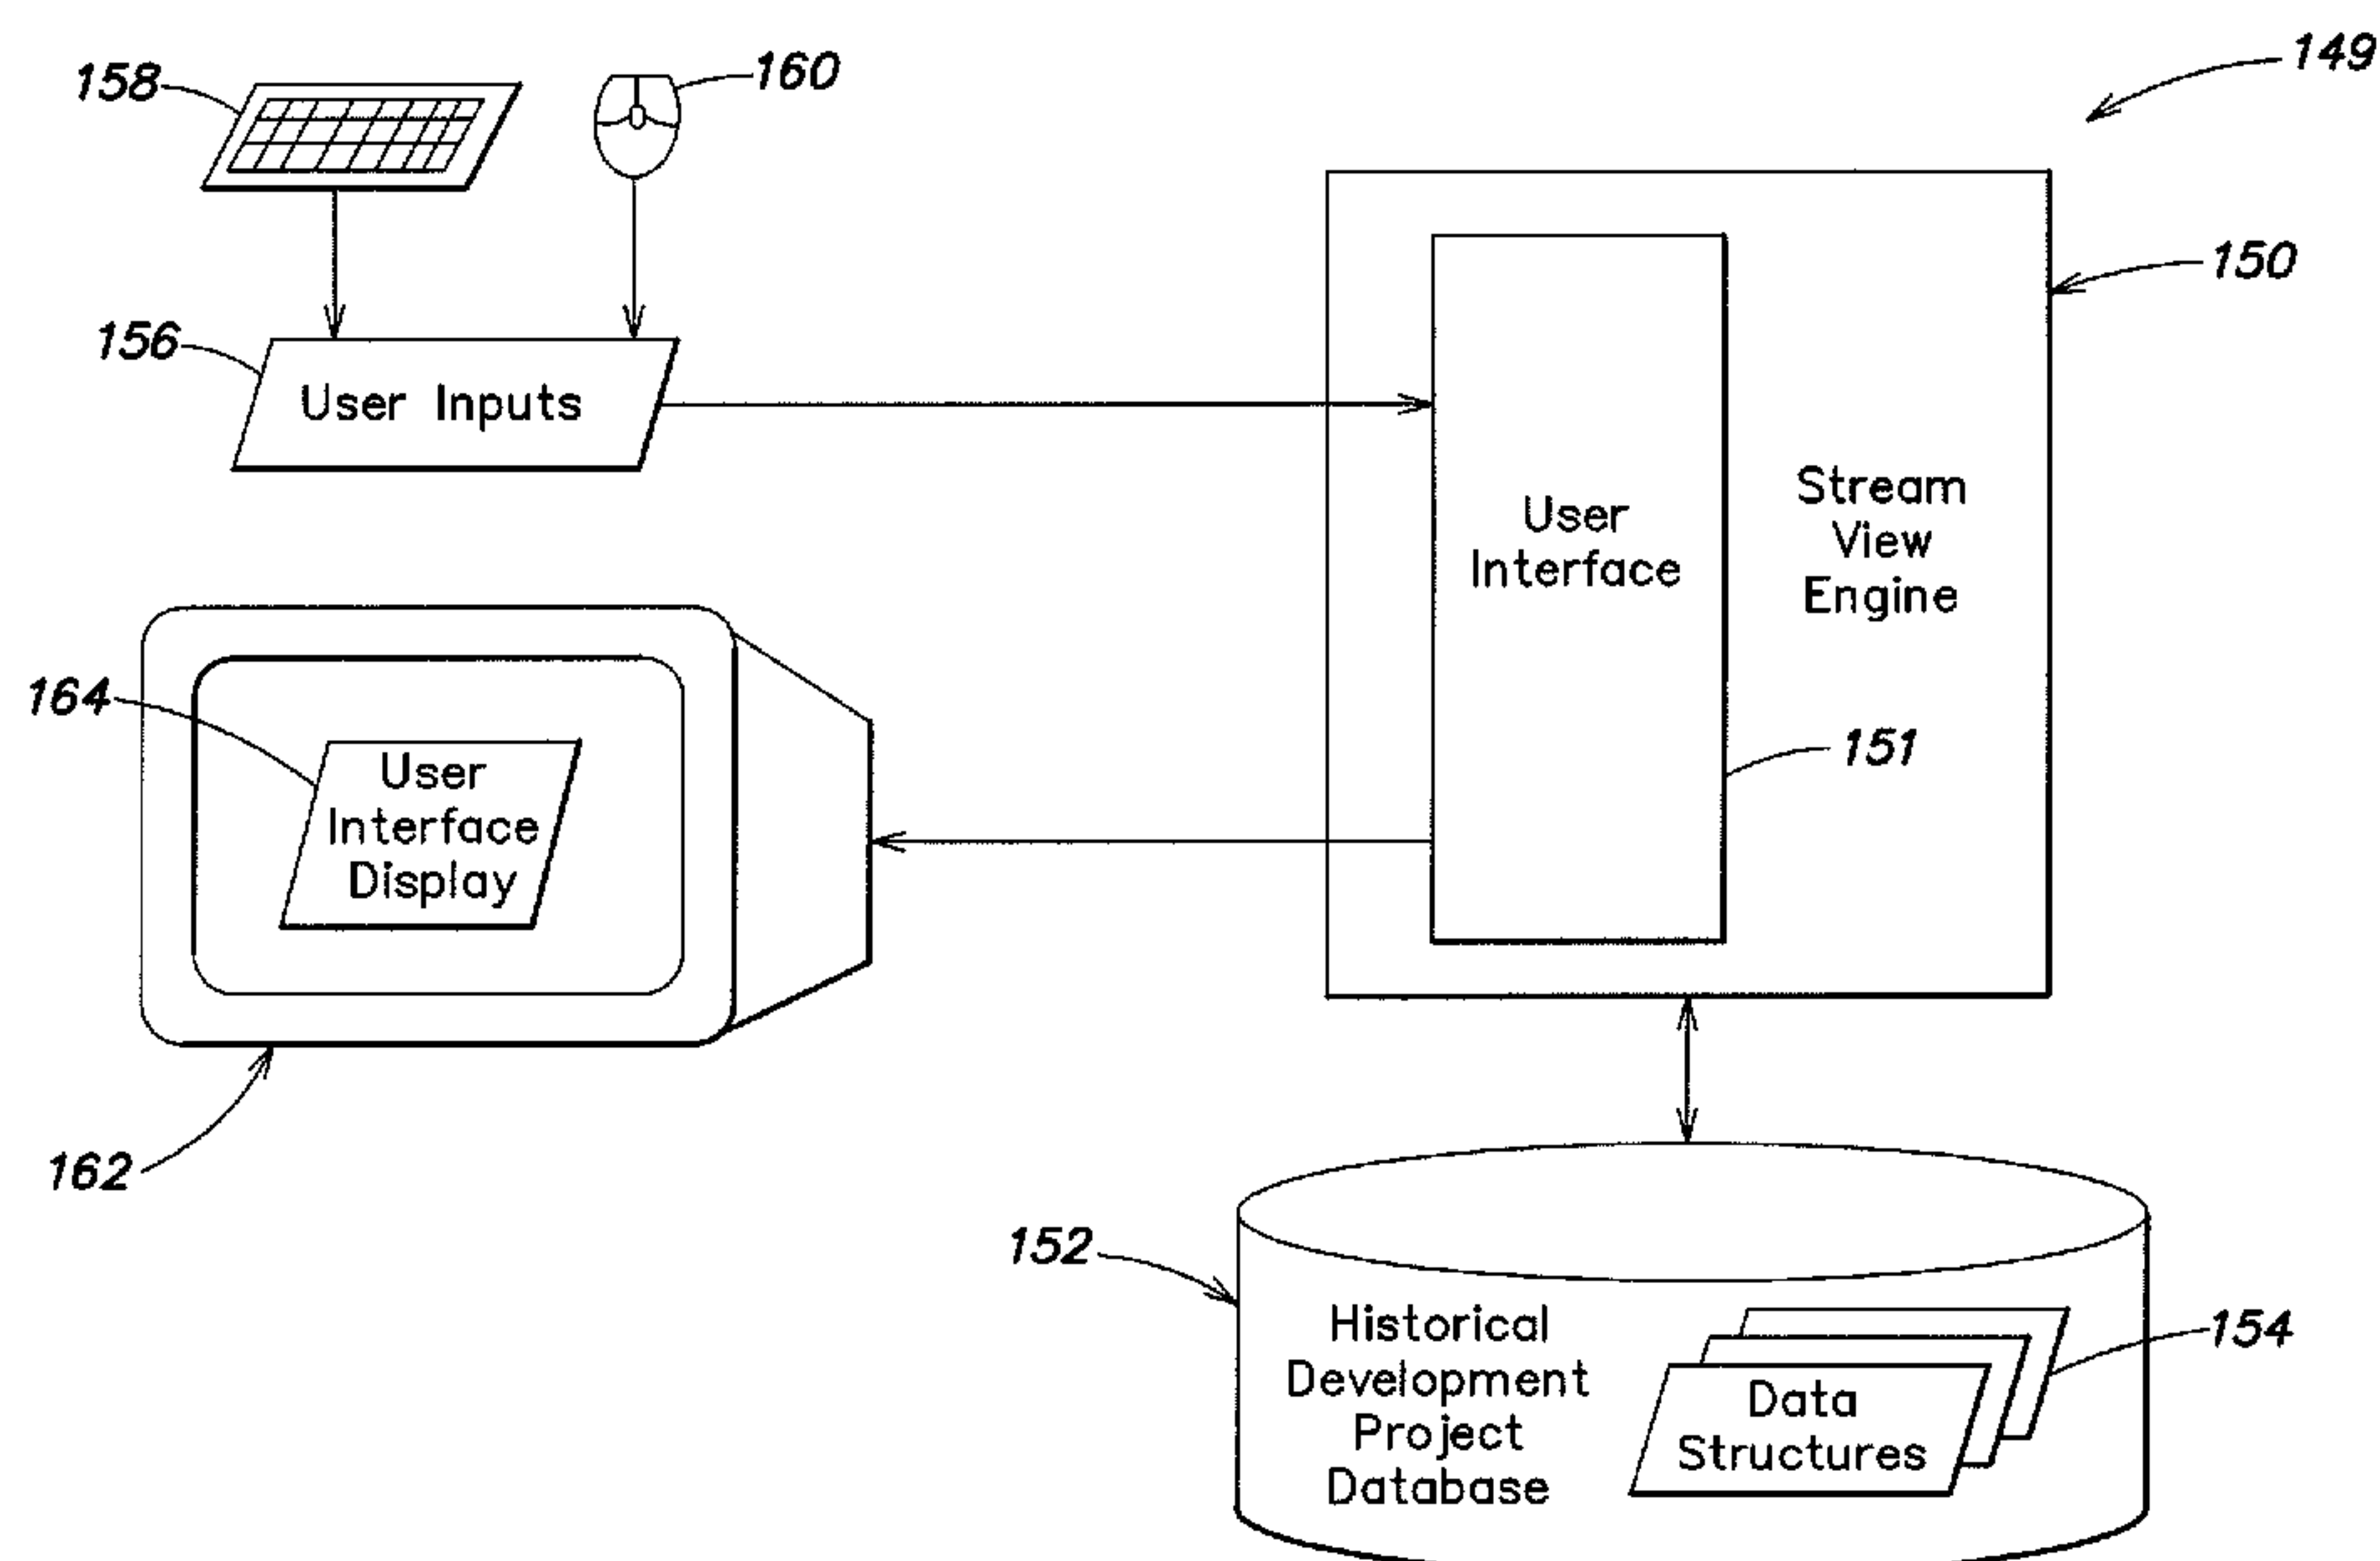 158
160
149
150
156
User Inputs
User
Interface
Stream
View
Engine
164
User
Interface
Display
151
162
152
Historical
Development
Project
Database
Data
Structures
154